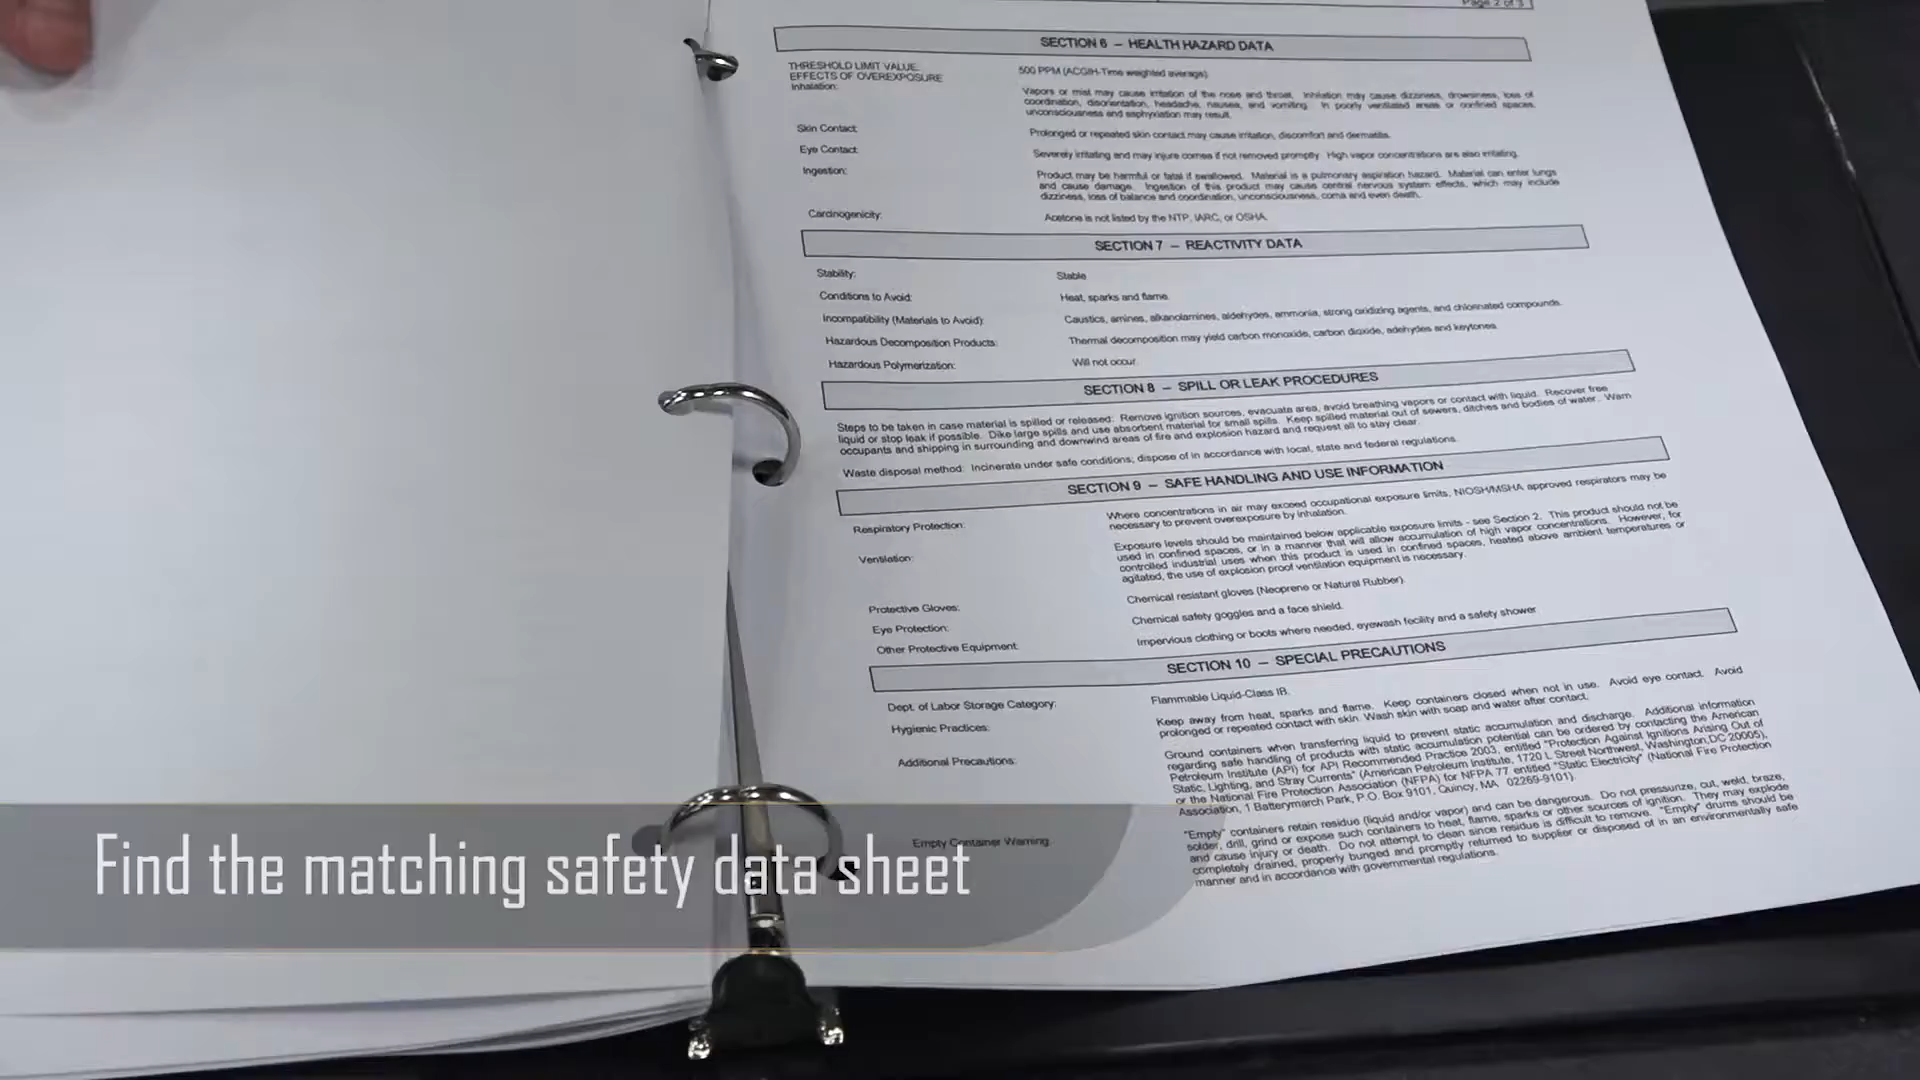 Page 2 of 3
SECTION 6 – HEALTH HAZARD DATA
THRESHOLD LIMIT VALUE: 500 PPM (ACGIH-Time weighted average)
EFFECTS OF OVEREXPOSURE
Inhalation: Vapors or mist may cause irritation of the nose and throat. Inhalation may cause dizziness, drowsiness, loss of
coordination, disorientation, headache, nausea, and vomiting. In poorly ventilated areas or confined spaces,
unconsciousness and asphyxiation may result.
Skin Contact: Prolonged or repeated skin contact may cause irritation, discomfort and dermatitis.
Eye Contact: Severely irritating and may injure cornea if not removed promptly. High vapor concentrations are also irritating.
Ingestion: Product may be harmful or fatal if swallowed. Material is a pulmonary aspiration hazard. Material can enter lungs
and cause damage. Ingestion of this product may cause central nervous system effects, which may include
dizziness, loss of balance and coordination, unconsciousness, coma and even death.
Carcinogenicity: Acetone is not listed by the NTP, IARC, or OSHA.
SECTION 7 – REACTIVITY DATA
Stability: Stable
Conditions to Avoid: Heat, sparks and flame.
Incompatibility (Materials to Avoid): Caustics, amines, alkanolamines, aldehydes, ammonia, strong oxidizing agents, and chlorinated compounds.
Hazardous Decomposition Products: Thermal decomposition may yield carbon monoxide, carbon dioxide, adehydes and keytones.
Hazardous Polymerization: Will not occur.
SECTION 8 – SPILL OR LEAK PROCEDURES
Steps to be taken in case material is spilled or released: Remove ignition sources, evacuate area, avoid breathing vapors or contact with liquid. Recover free
liquid or stop leak if possible. Dike large spills and use absorbent material for small spills. Keep spilled material out of sewers, ditches and bodies of water. Warn
occupants and shipping in surrounding and downwind areas of fire and explosion hazard and request all to stay clear.
Waste disposal method: Incinerate under safe conditions; dispose of in accordance with local, state and federal regulations.
SECTION 9 – SAFE HANDLING AND USE INFORMATION
Respiratory Protection: Where concentrations in air may exceed occupational exposure limits, NIOSH/MSHA approved respirators may be
necessary to prevent overexposure by inhalation.
Ventilation: Exposure levels should be maintained below applicable exposure limits - see Section 2. This product should not be
used in confined spaces, or in a manner that will allow accumulation of high vapor concentrations. However, for
controlled industrial uses when this product is used in confined spaces, heated above ambient temperatures or
agitated, the use of explosion proof ventilation equipment is necessary.
Protective Gloves: Chemical resistant gloves (Neoprene or Natural Rubber)
Eye Protection: Chemical safety goggles and a face shield.
Other Protective Equipment: Impervious clothing or boots where needed, eyewash fecility and a safety shower
SECTION 10 – SPECIAL PRECAUTIONS
Dept. of Labor Storage Category: Flammable Liquid-Class IB.
Hygienic Practices: Keep away from heat, sparks and flame. Keep containers closed when not in use. Avoid eye contact. Avoid
prolonged or repeated contact with skin. Wash skin with soap and water after contact.
Additional Precautions: Ground containers when transferring liquid to prevent static accumulation and discharge. Additional information
regarding safe handling of products with static accumulation potential can be ordered by contacting the American
Petroleum Institute (API) for API Recommended Practice 2003, entitled "Protection Against Ignitions Arising Out of
Static, Lighting, and Stray Currents" (American Petroleum Institute, 1720 L Street Northwest, Washington,DC 20005),
or the National Fire Protection Association (NFPA) for NFPA 77 entitled "Static Electricity" (National Fire Protection
Association, 1 Batterymarch Park, P.O. Box 9101, Quincy, MA 02269-9101).
Empty Container Warning: "Empty" containers retain residue (liquid and/or vapor) and can be dangerous. Do not pressurize, cut, weld, braze,
solder, drill, grind or expose such containers to heat, flame, sparks or other sources of ignition. They may explode
and cause injury or death. Do not attempt to clean since residue is difficult to remove. "Empty" drums should be
completely drained, properly bunged and promptly returned to supplier or disposed of in an environmentally safe
manner and in accordance with governmental regulations.
Find the matching safety data sheet